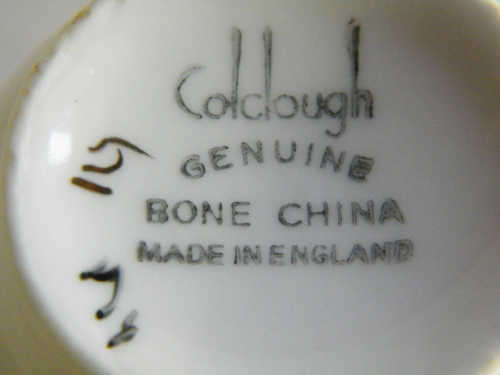 Colclough
GENUINE
BONE CHINA
MADE IN ENGLAND